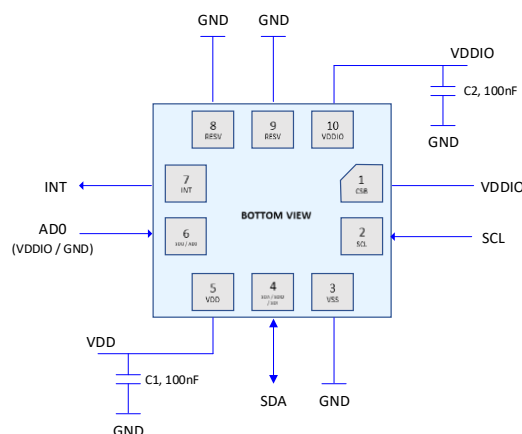 GND
GND
VDDIO
C2, 100nF
GND
8
RESV
9
RESV
10
VDDIO
INT
7
INT
1
CSB
VDDIO
BOTTOM VIEW
AD0
(VDDIO / GND)
6
2
SCL
SCL
5
VDD
4
3
VSS
VDD
C1, 100nF
GND
SDA
GND